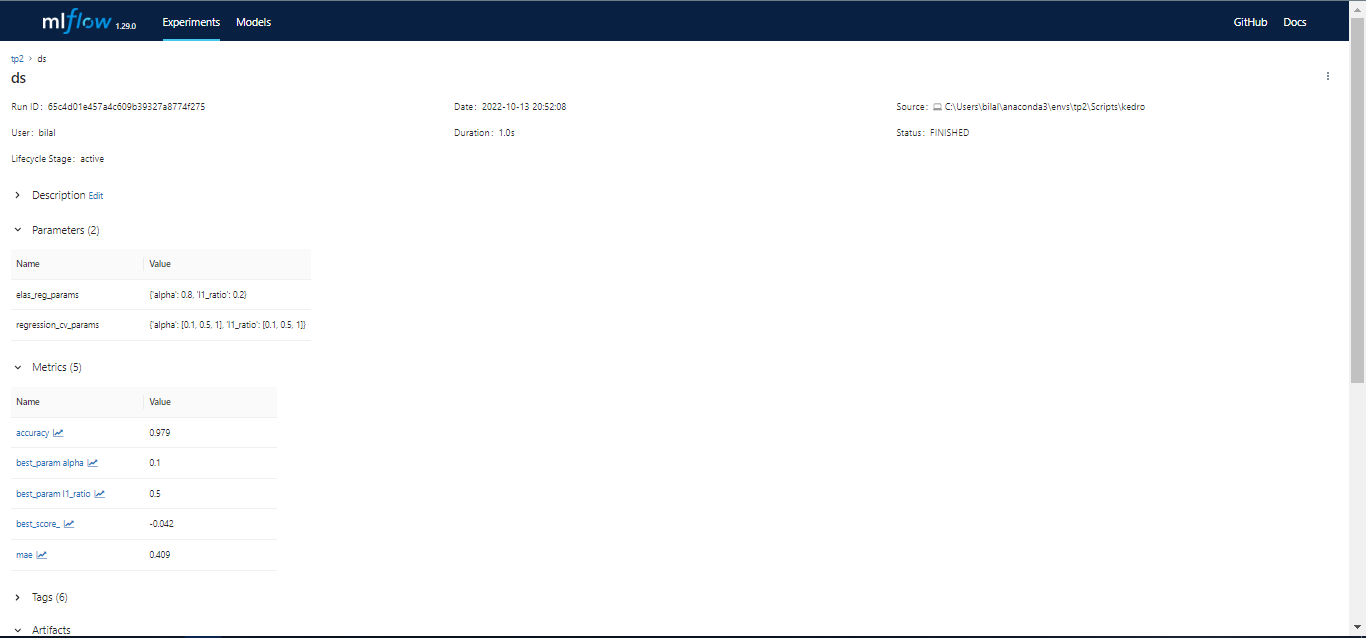 mlflow 1.29.0 Experiments Models GitHub Docs
tp2 > ds
ds
Run ID: 65c4d01e457a4c609b39327a8774f275 Date: 2022-10-13 20:52:08 Source: C:\Users\bilal\anaconda3\envs\tp2\Scripts\kedro
User: bilal Duration: 1.0s Status: FINISHED
Lifecycle Stage: active
Description Edit
Parameters (2)
Name Value
elas_reg_params {'alpha': 0.8, 'l1_ratio': 0.2}
regression_cv_params {'alpha': [0.1, 0.5, 1], 'l1_ratio': [0.1, 0.5, 1]}
Metrics (5)
Name Value
accuracy 0.979
best_param alpha 0.1
best_param l1_ratio 0.5
best_score_ -0.042
mae 0.409
Tags (6)
Artifacts